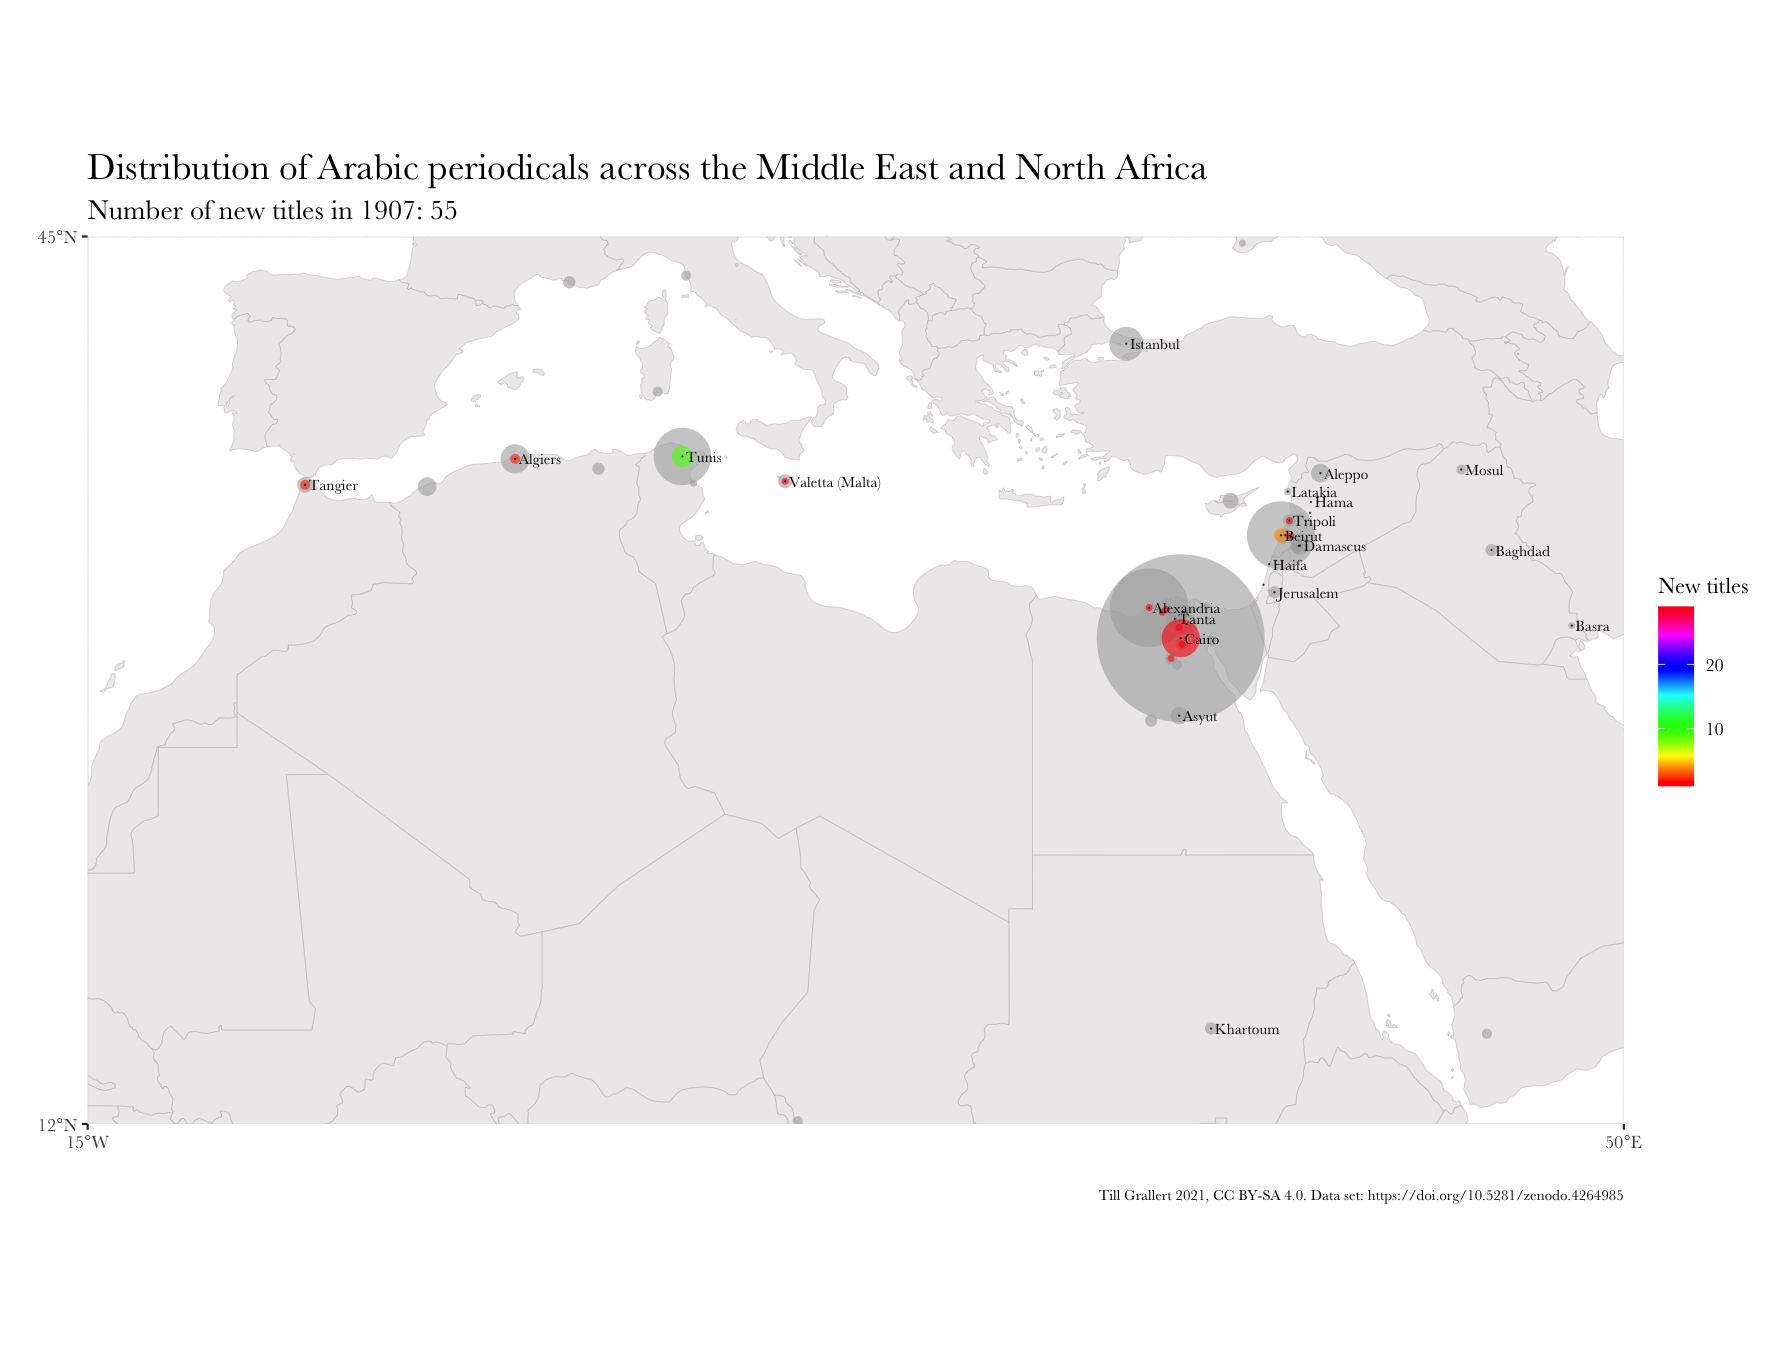 Distribution of Arabic periodicals across the Middle East and North Africa
Number of new titles in 1907: 55
45°N
Istanbul
Algiers
Tunis
Tangier
Valetta (Malta)
Aleppo
Mosul
Latakia
Hama
Tripoli
Beirut
Damascus
Baghdad
Haifa
Jerusalem
Alexandria
Tanta
Cairo
Basra
Asyut
Khartoum
New titles
20
10
12°N
15°W
50°E
Till Grallert 2021, CC BY-SA 4.0. Data set: https://doi.org/10.5281/zenodo.4264985